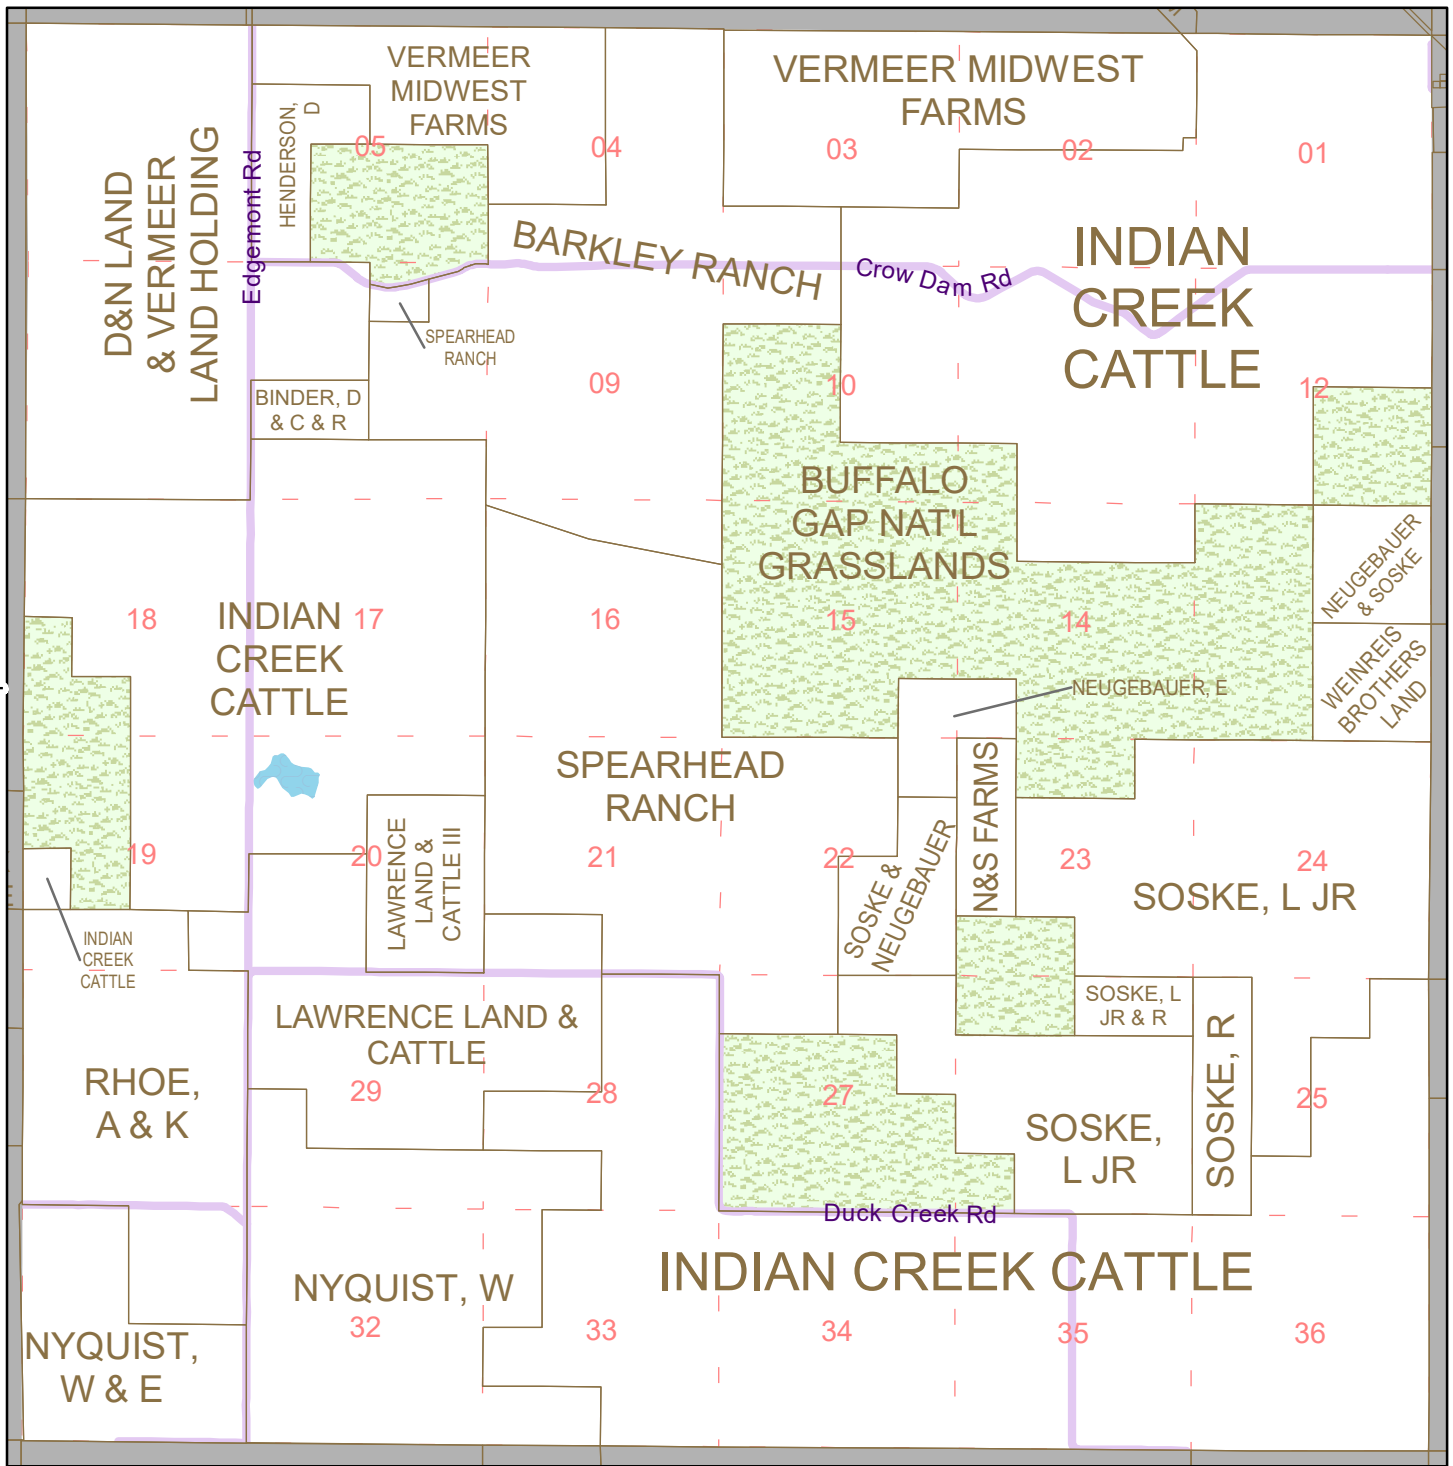 VERMEER
MIDWEST
FARMS
VERMEER MIDWEST
FARMS
HENDERSON,
D
05
04
03
02
01
D&N LAND
& VERMEER
LAND HOLDING
Edgemont Rd
BARKLEY RANCH
Crow Dam Rd
INDIAN
CREEK
CATTLE
SPEARHEAD
RANCH
09
10
12
BINDER, D
& C & R
BUFFALO
GAP NAT'L
GRASSLANDS
NEUGEBAUER
& SOSKE
18
INDIAN
CREEK
CATTLE
17
16
15
14
WEINREIS
BROTHERS
LAND
NEUGEBAUER, E
SPEARHEAD
RANCH
N&S FARMS
19
20
LAWRENCE
LAND &
CATTLE III
21
22
SOSKE &
NEUGEBAUER
23
24
SOSKE, L JR
INDIAN
CREEK
CATTLE
LAWRENCE LAND &
CATTLE
SOSKE, L
JR & R
SOSKE, R
RHOE,
A & K
29
28
27
25
SOSKE,
L JR
Duck Creek Rd
INDIAN CREEK CATTLE
NYQUIST, W
32
33
34
35
36
NYQUIST,
W & E